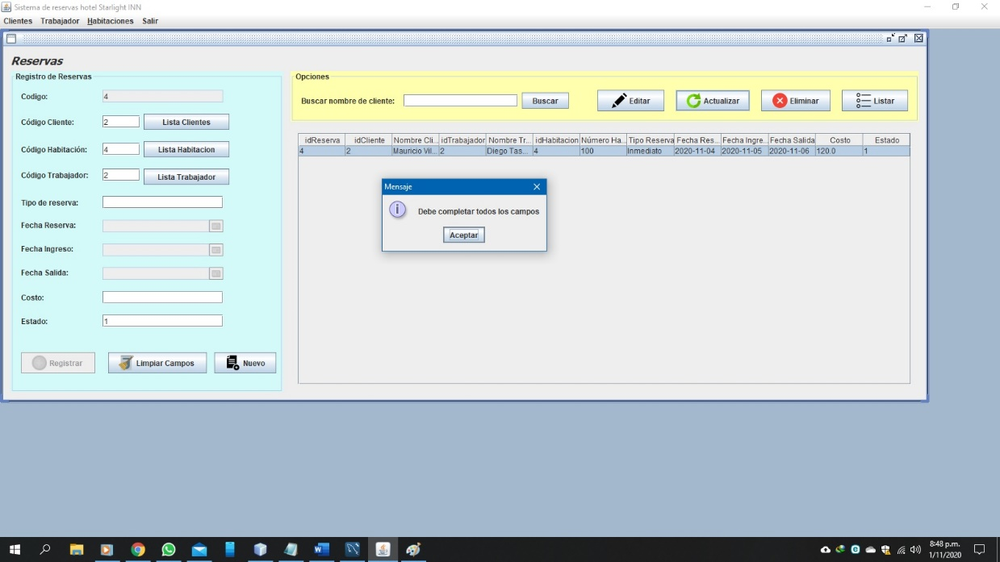 Sistema de reservas hotel Starlight INN
Clientes Trabajador Habitaciones Salir
Reservas
Registro de Reservas
Codigo: 4
Código Cliente: 2 Lista Clientes
Código Habitación: 4 Lista Habitacion
Código Trabajador: 2 Lista Trabajador
Tipo de reserva:
Fecha Reserva:
Fecha Ingreso:
Fecha Salida:
Costo:
Estado: 1
Registrar Limpiar Campos Nuevo
Opciones
Buscar nombre de cliente: Buscar Editar Actualizar Eliminar Listar
idReserva idCliente Nombre Cli... idTrabajador Nombre Tr... idHabitacion Número Ha... Tipo Reserva Fecha Res... Fecha Ingre... Fecha Salida Costo Estado
4 2 Mauricio Vil... 2 Diego Tas... 4 100 Inmediato 2020-11-04 2020-11-05 2020-11-06 120.0 1
Mensaje
Debe completar todos los campos
Aceptar
8:48 p.m.
1/11/2020